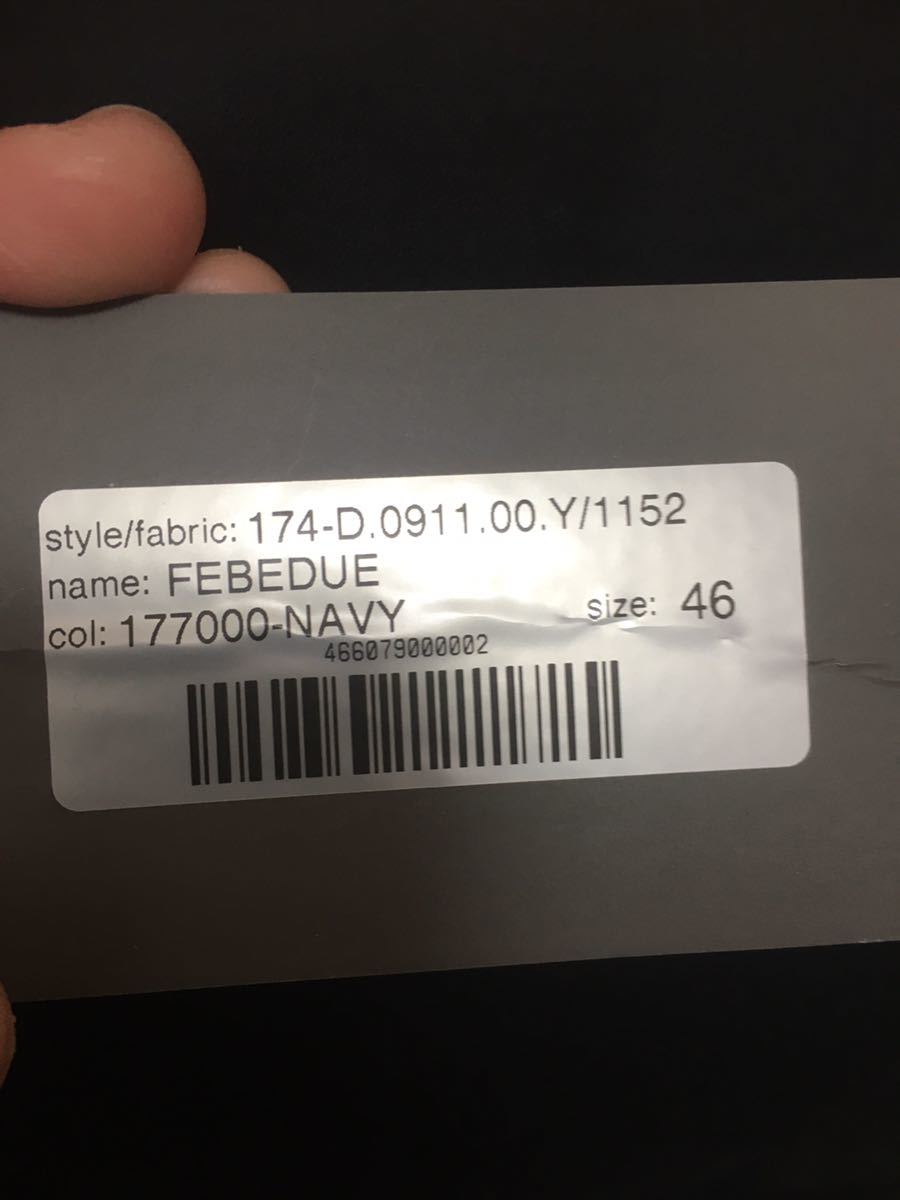 style/fabric: 174-D.0911.00.Y/1152
name: FEBEDUE
col: 177000-NAVY size: 46
466079000002